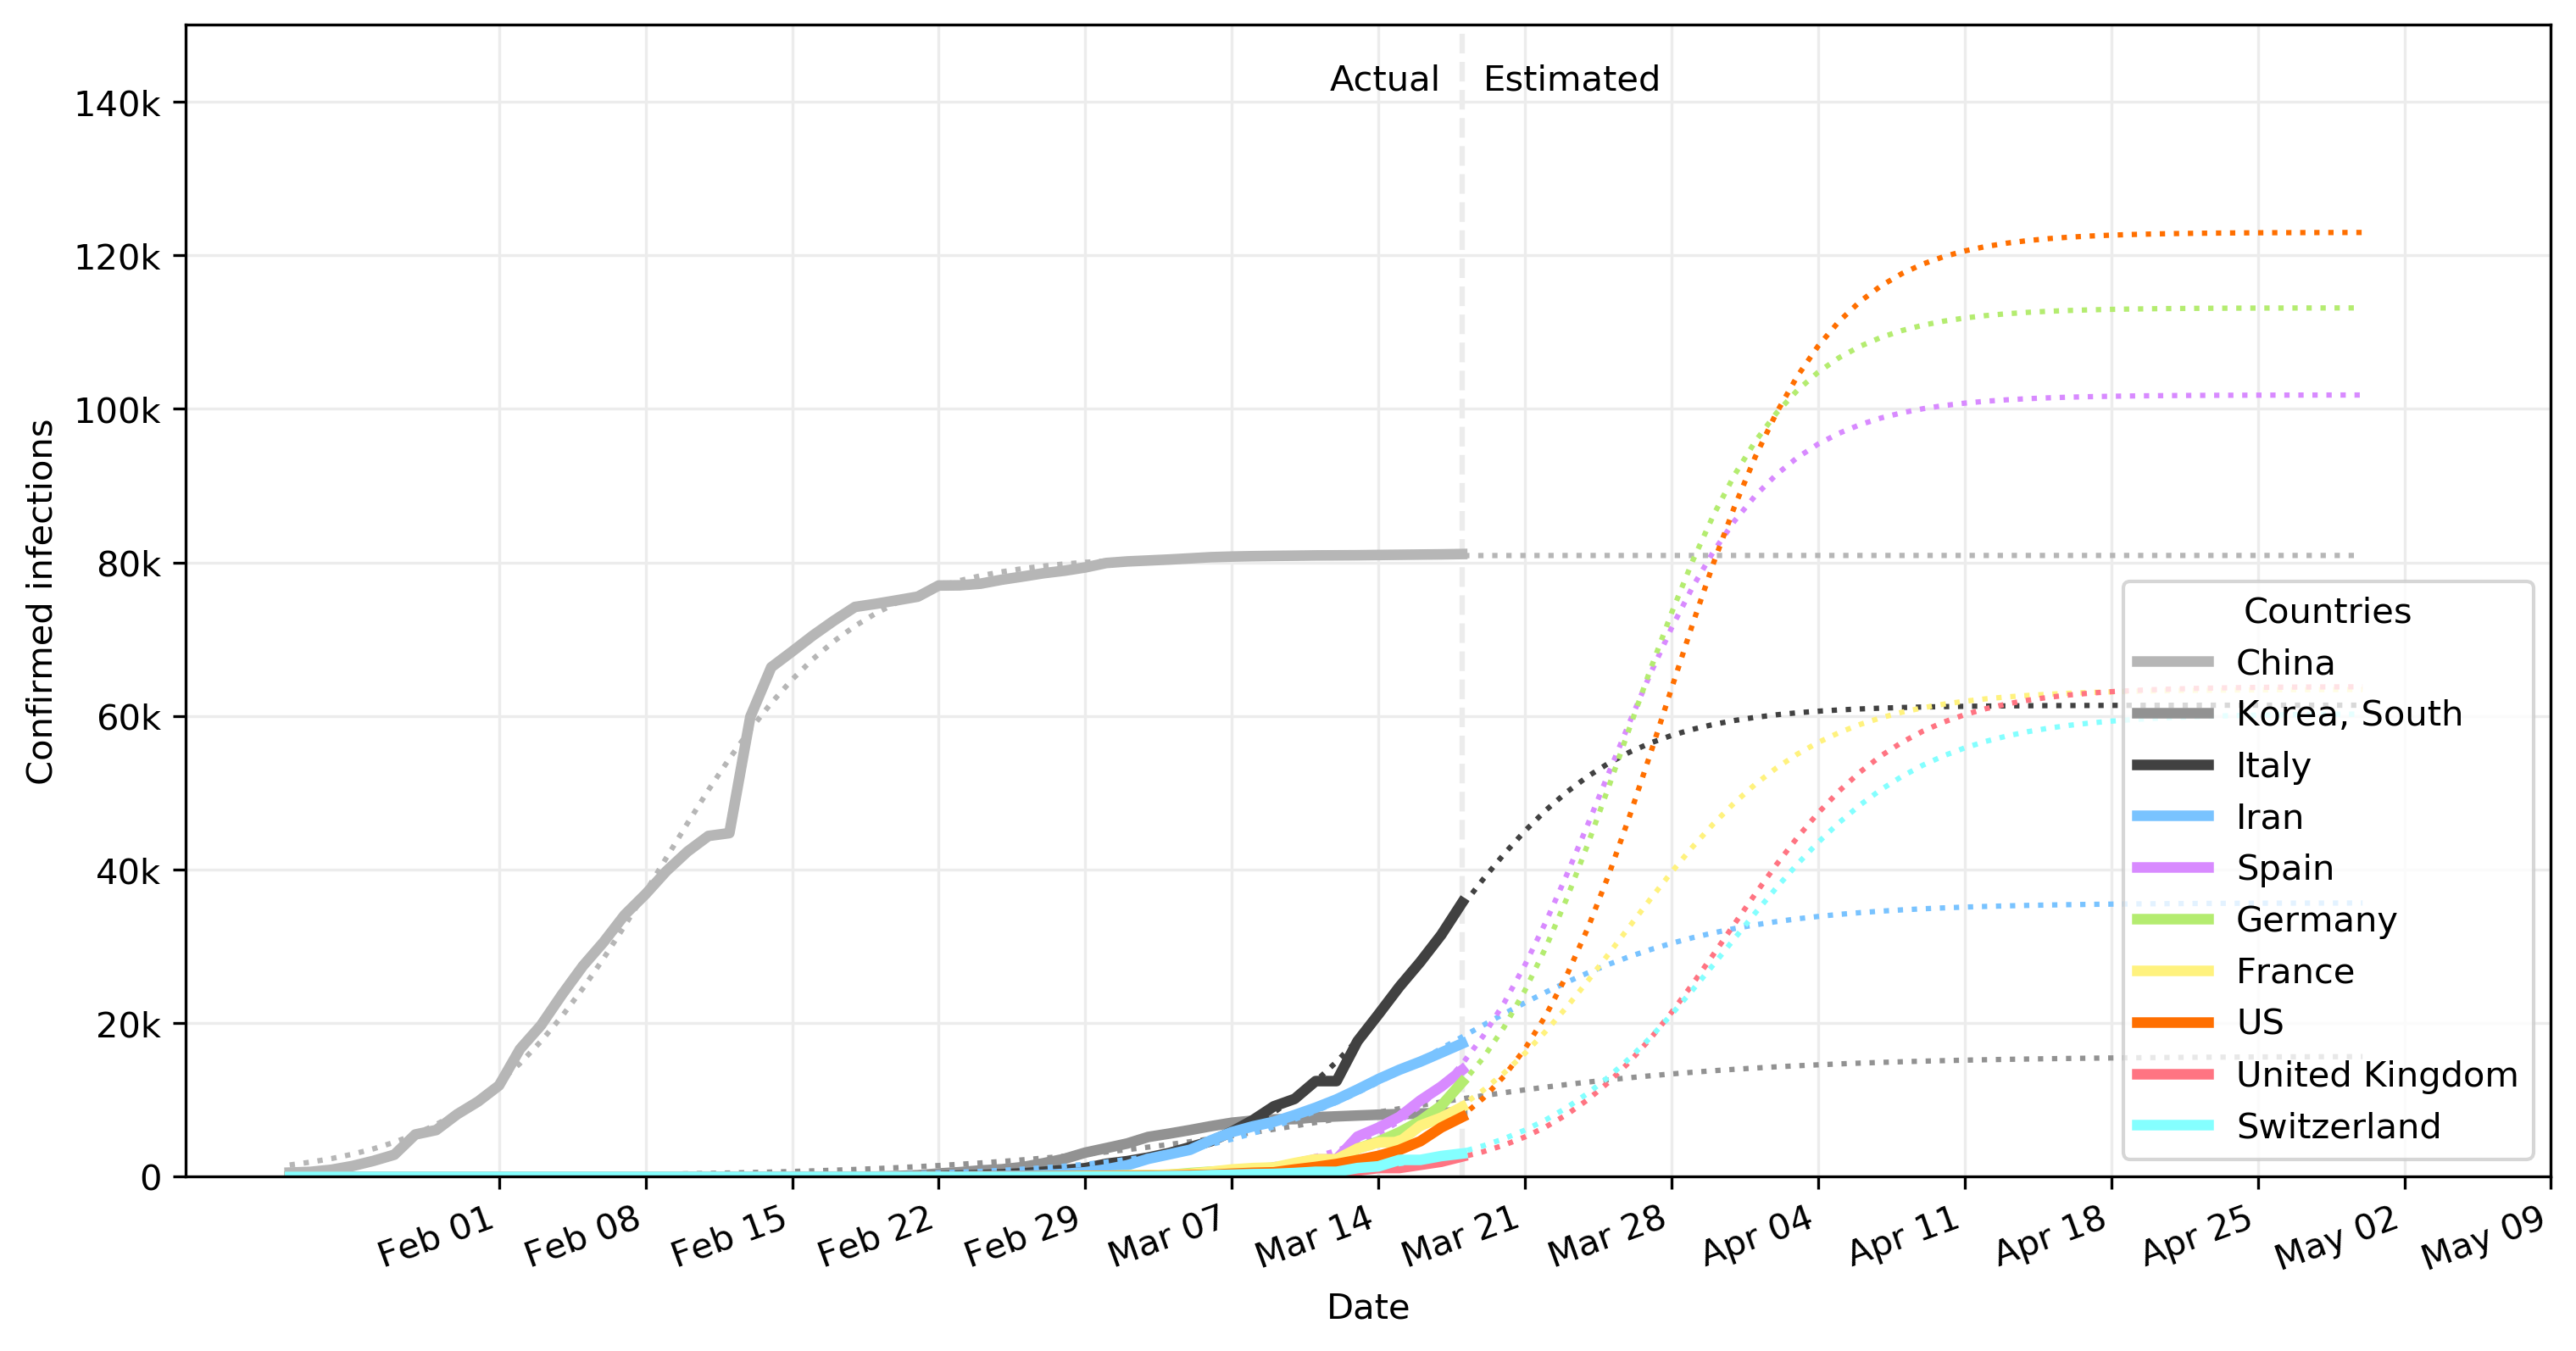 Actual Estimated
140k
120k
100k
80k
60k
40k
20k
0
Confirmed infections
Countries
China
Korea, South
Italy
Iran
Spain
Germany
France
US
United Kingdom
Switzerland
Feb 01 Feb 08 Feb 15 Feb 22 Feb 29 Mar 07 Mar 14 Mar 21 Mar 28 Apr 04 Apr 11 Apr 18 Apr 25 May 02 May 09
Date